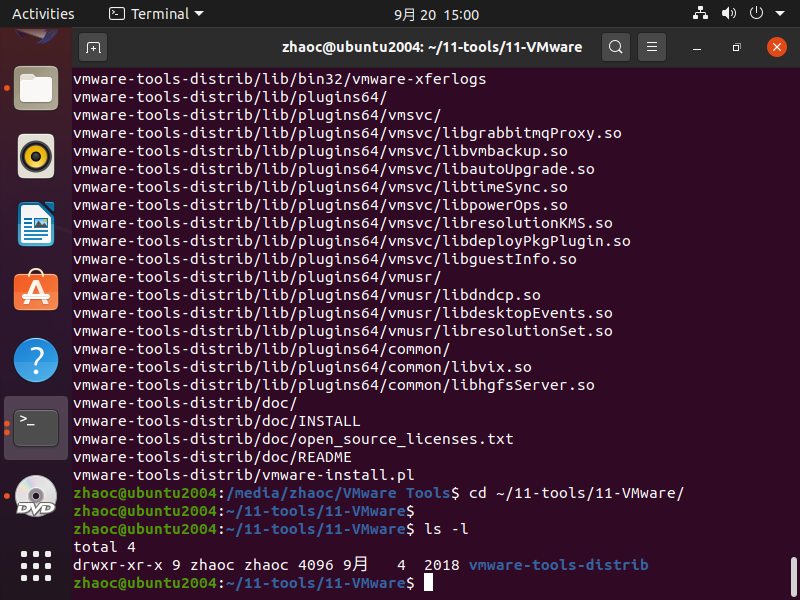 Activities
Terminal
9月 20 15:00
zhaoc@ubuntu2004: ~/11-tools/11-VMware
vmware-tools-distrib/lib/bin32/vmware-xferlogs
vmware-tools-distrib/lib/plugins64/
vmware-tools-distrib/lib/plugins64/vmsvc/
vmware-tools-distrib/lib/plugins64/vmsvc/libgrabbitmqProxy.so
vmware-tools-distrib/lib/plugins64/vmsvc/libvmbackup.so
vmware-tools-distrib/lib/plugins64/vmsvc/libautoUpgrade.so
vmware-tools-distrib/lib/plugins64/vmsvc/libtimeSync.so
vmware-tools-distrib/lib/plugins64/vmsvc/libpowerOps.so
vmware-tools-distrib/lib/plugins64/vmsvc/libresolutionKMS.so
vmware-tools-distrib/lib/plugins64/vmsvc/libdeployPkgPlugin.so
vmware-tools-distrib/lib/plugins64/vmsvc/libguestInfo.so
vmware-tools-distrib/lib/plugins64/vmusr/
vmware-tools-distrib/lib/plugins64/vmusr/libdndcp.so
vmware-tools-distrib/lib/plugins64/vmusr/libdesktopEvents.so
vmware-tools-distrib/lib/plugins64/vmusr/libresolutionSet.so
vmware-tools-distrib/lib/plugins64/common/
vmware-tools-distrib/lib/plugins64/common/libvix.so
vmware-tools-distrib/lib/plugins64/common/libhgfsServer.so
vmware-tools-distrib/doc/
vmware-tools-distrib/doc/INSTALL
vmware-tools-distrib/doc/open_source_licenses.txt
vmware-tools-distrib/doc/README
vmware-tools-distrib/vmware-install.pl
zhaoc@ubuntu2004:/media/zhaoc/VMware Tools$ cd ~/11-tools/11-VMware/
zhaoc@ubuntu2004:~/11-tools/11-VMware$
zhaoc@ubuntu2004:~/11-tools/11-VMware$ ls -l
total 4
drwxr-xr-x 9 zhaoc zhaoc 4096 9月   4  2018 vmware-tools-distrib
zhaoc@ubuntu2004:~/11-tools/11-VMware$
DVD